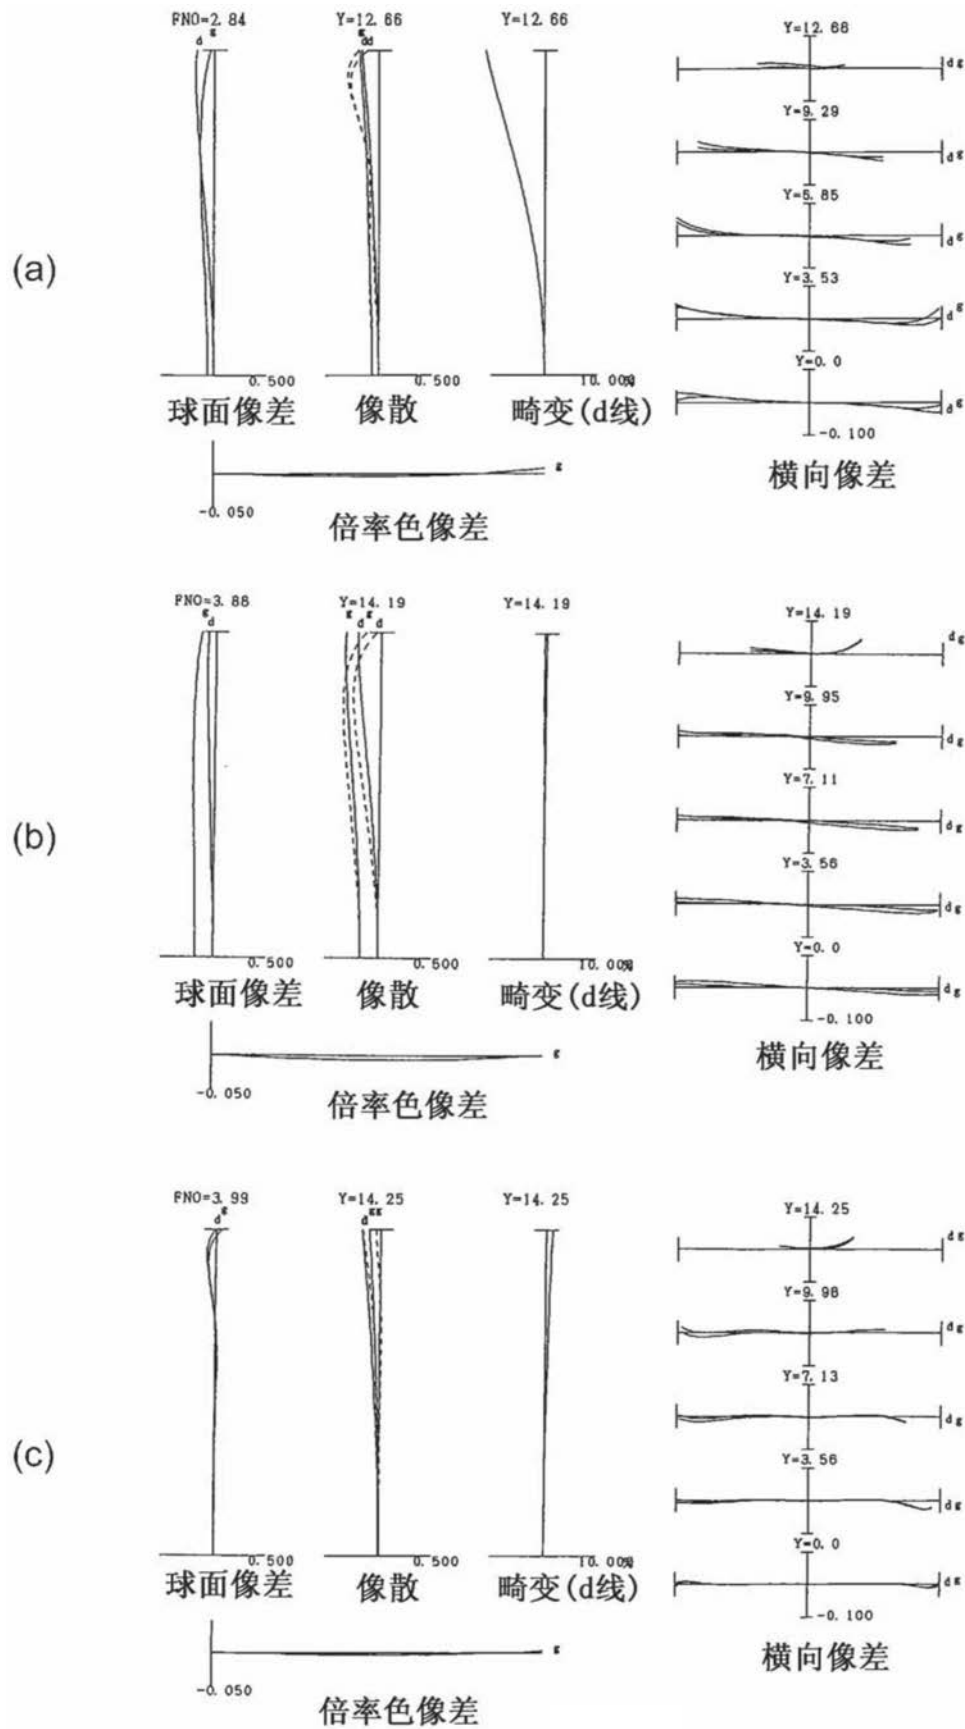 (a)
FNO=2.84
d g
Y=12.66
g
dd
Y=12.66
0.500
球面像差
0.500
像散
10.000%
畸变(d线)
g
-0.050
倍率色像差
Y=12.66
d g
Y=9.29
d g
Y=5.85
d g
Y=3.53
d g
Y=0.0
d g
-0.100
横向像差
(b)
FNO=3.88
g d
Y=14.19
g d g d
Y=14.19
0.500
球面像差
0.500
像散
10.000%
畸变(d线)
g
-0.050
倍率色像差
Y=14.19
d g
Y=9.95
d g
Y=7.11
d g
Y=3.56
d g
Y=0.0
d g
-0.100
横向像差
(c)
FNO=3.99
d g
Y=14.25
d g g
Y=14.25
0.500
球面像差
0.500
像散
10.000%
畸变(d线)
g
-0.050
倍率色像差
Y=14.25
d g
Y=9.98
d g
Y=7.13
d g
Y=3.56
d g
Y=0.0
d g
-0.100
横向像差